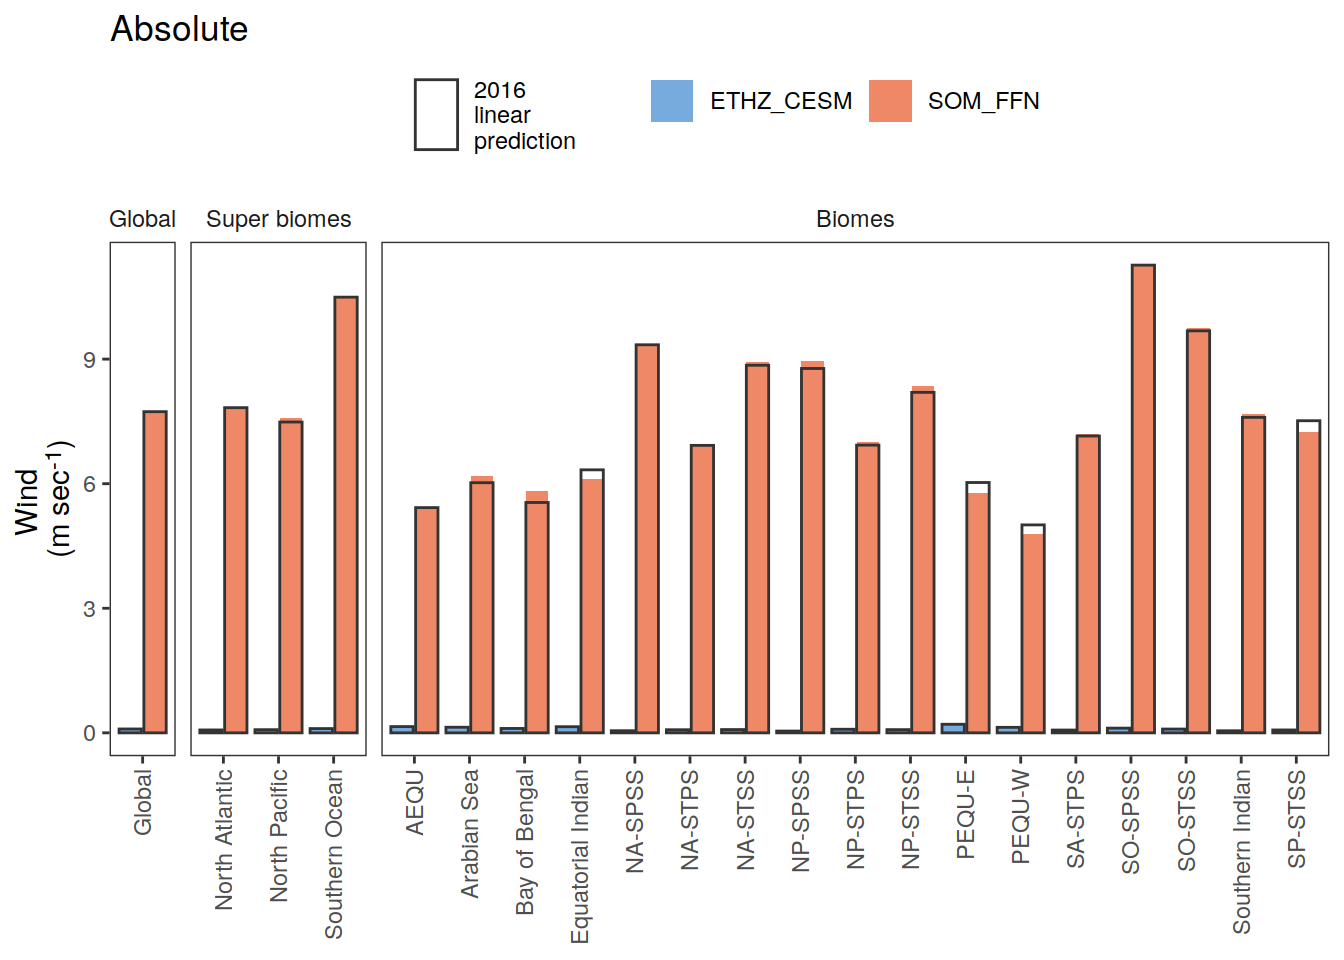 Absolute
2016
linear
prediction
ETHZ_CESM
SOM_FFN
Global
Super biomes
Biomes
Wind
(m sec-1)
9
6
3
0
Global
North Atlantic
North Pacific
Southern Ocean
AEQU
Arabian Sea
Bay of Bengal
Equatorial Indian
NA-SPSS
NA-STPS
NA-STSS
NP-SPSS
NP-STPS
NP-STSS
PEQU-E
PEQU-W
SA-STPS
SO-SPSS
SO-STSS
Southern Indian
SP-STSS